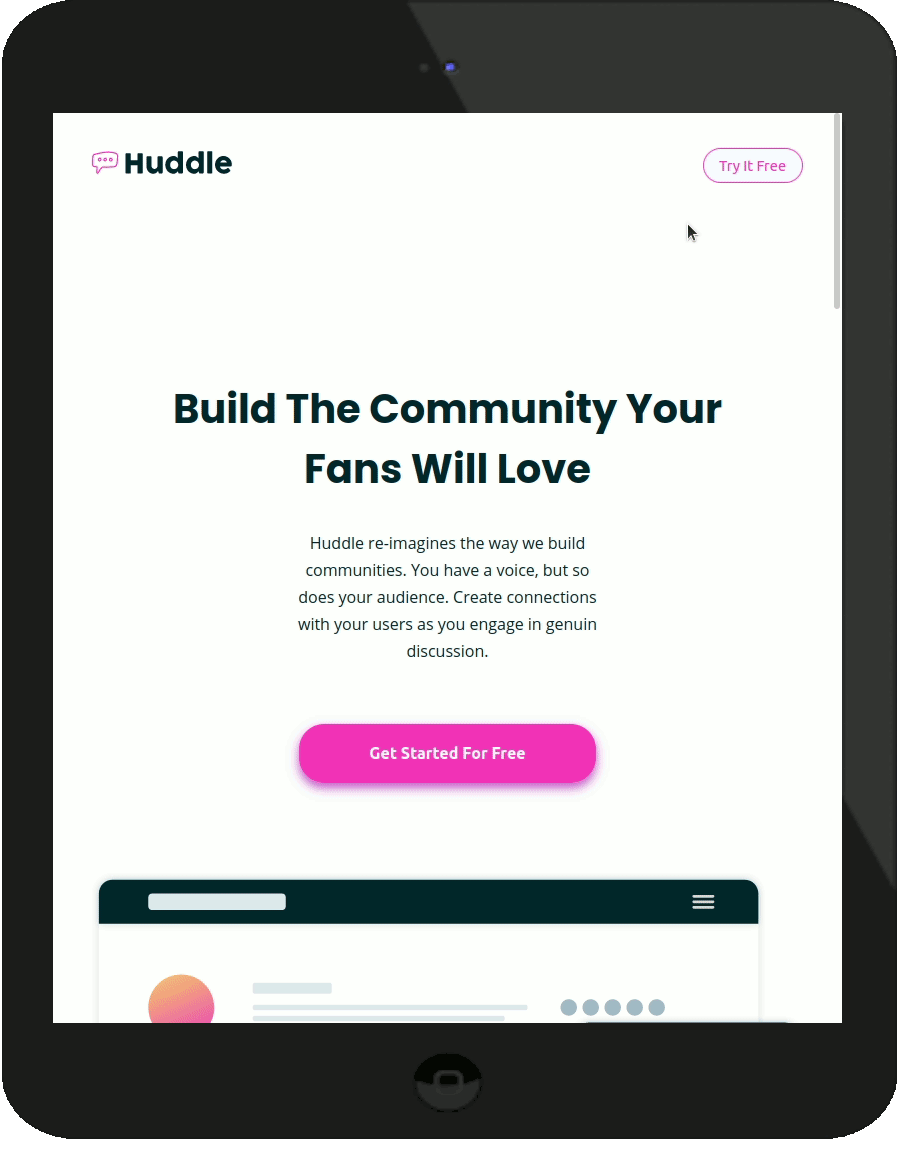 Huddle
Try It Free
Build The Community Your
Fans Will Love
Huddle re-imagines the way we build
communities. You have a voice, but so
does your audience. Create connections
with your users as you engage in genuin
discussion.
Get Started For Free